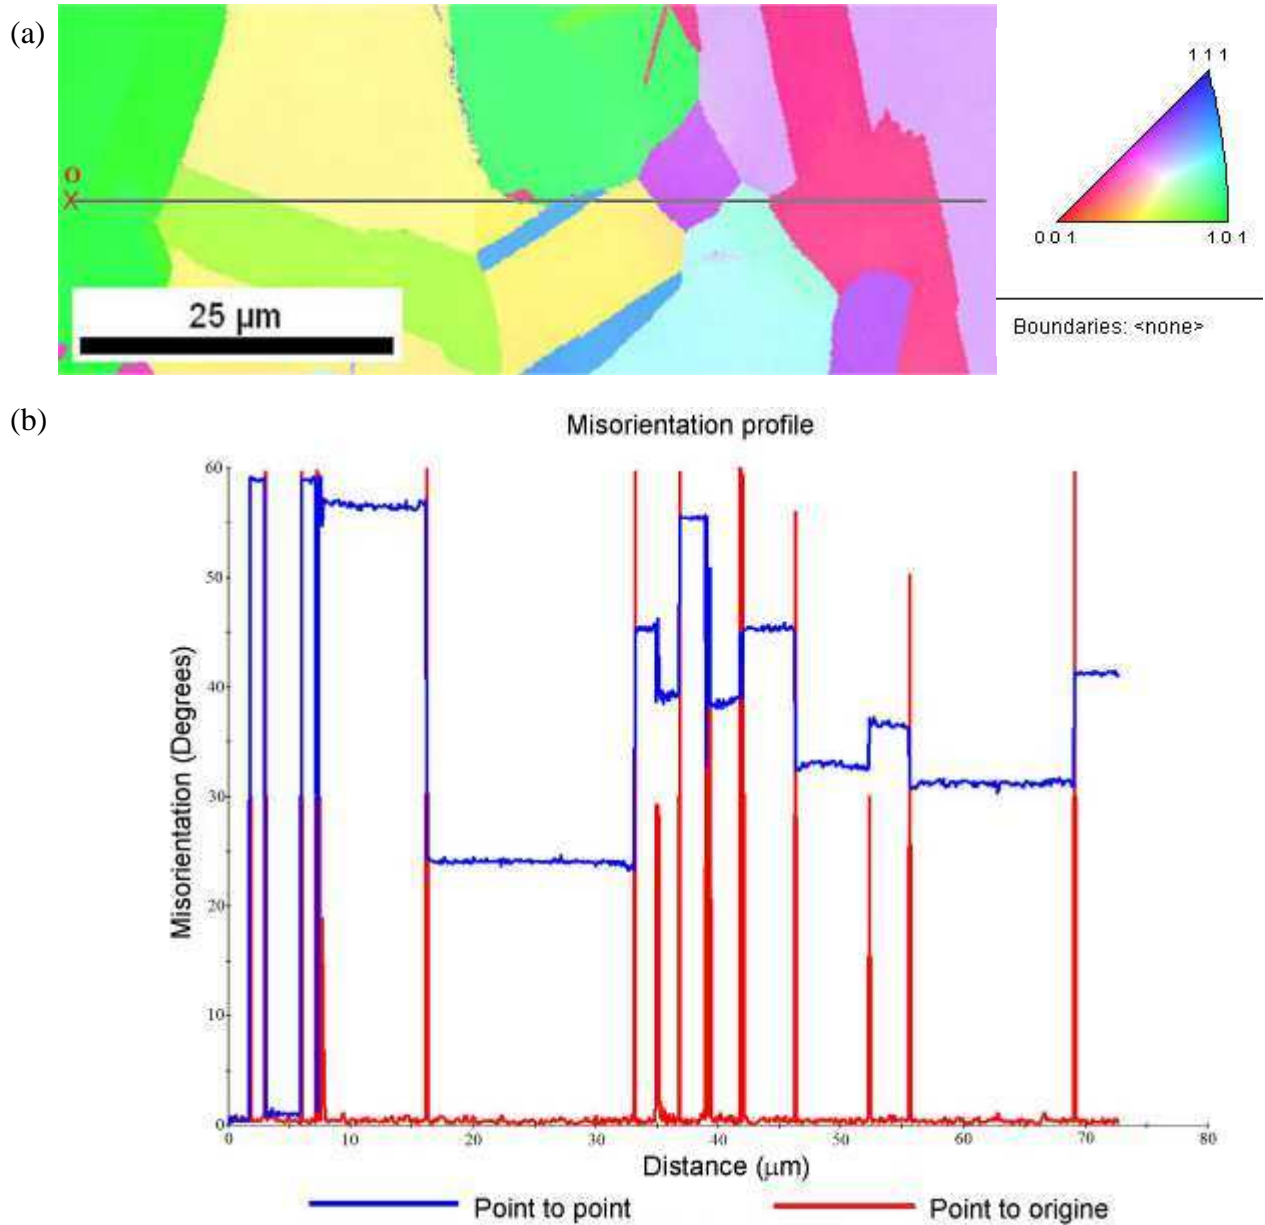 (a)
O
X
25 µm
1 1 1
0 0 1
1 0 1
Boundaries: <none>
(b)
Misorientation profile
Misorientation (Degrees)
60
50
40
30
20
10
0
0
10
20
30
40
50
60
70
80
Distance (µm)
Point to point
Point to origine